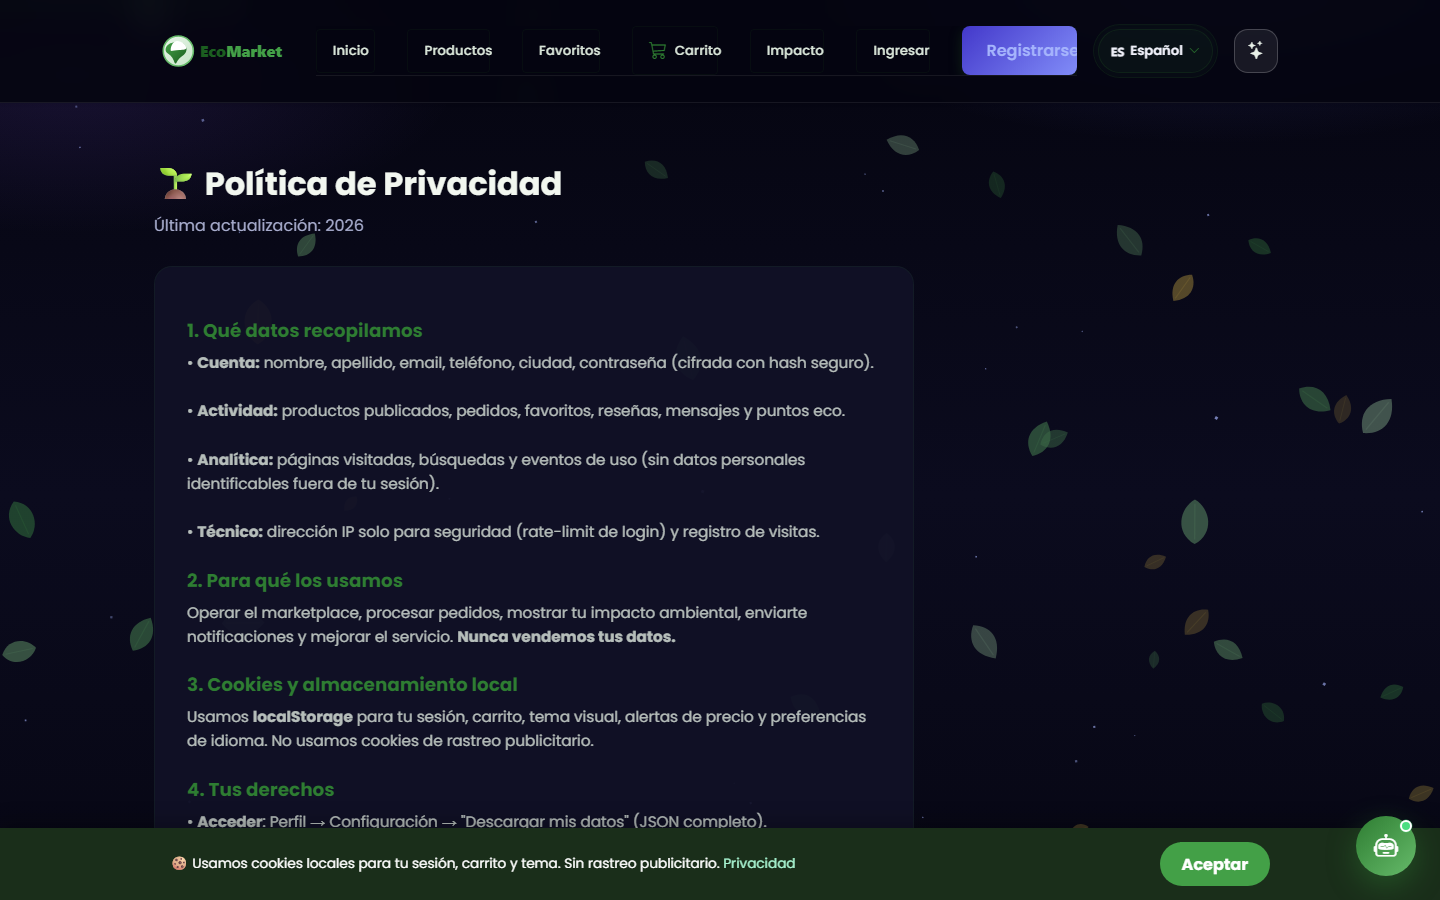 EcoMarket
Inicio
Productos
Favoritos
Carrito
Impacto
Ingresar
Registrarse
ES Español
Política de Privacidad
Última actualización: 2026
1. Qué datos recopilamos
• Cuenta: nombre, apellido, email, teléfono, ciudad, contraseña (cifrada con hash seguro).
• Actividad: productos publicados, pedidos, favoritos, reseñas, mensajes y puntos eco.
• Analítica: páginas visitadas, búsquedas y eventos de uso (sin datos personales
identificables fuera de tu sesión).
• Técnico: dirección IP solo para seguridad (rate-limit de login) y registro de visitas.
2. Para qué los usamos
Operar el marketplace, procesar pedidos, mostrar tu impacto ambiental, enviarte
notificaciones y mejorar el servicio. Nunca vendemos tus datos.
3. Cookies y almacenamiento local
Usamos localStorage para tu sesión, carrito, tema visual, alertas de precio y preferencias
de idioma. No usamos cookies de rastreo publicitario.
4. Tus derechos
• Acceder: Perfil → Configuración → "Descargar mis datos" (JSON completo).
Usamos cookies locales para tu sesión, carrito y tema. Sin rastreo publicitario. Privacidad
Aceptar